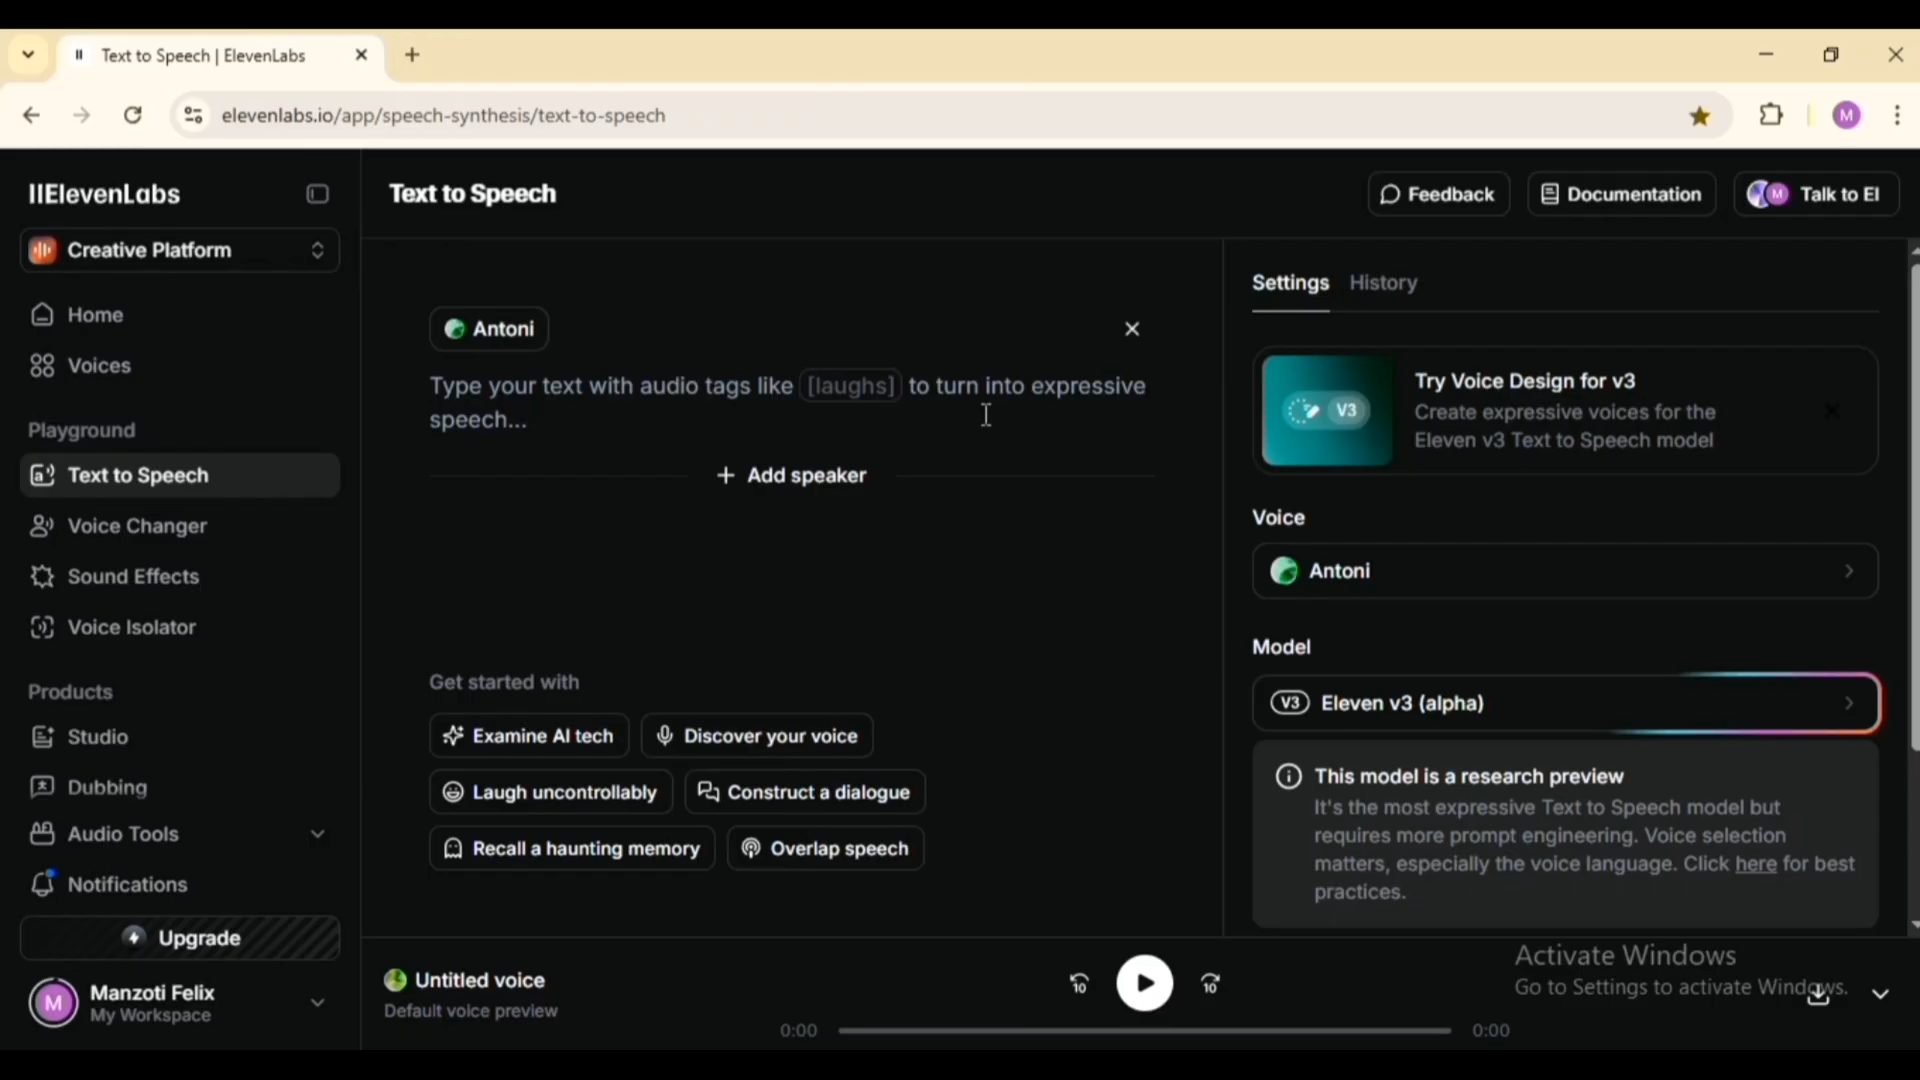 Text to Speech | ElevenLabs
elevenlabs.io/app/speech-synthesis/text-to-speech
M
IIElevenLabs
Creative Platform
Home
Voices
Playground
Text to Speech
Voice Changer
Sound Effects
Voice Isolator
Products
Studio
Dubbing
Audio Tools
Notifications
Upgrade
M
Manzoti Felix
My Workspace
Text to Speech
Feedback
Documentation
M
Talk to El
Antoni
Type your text with audio tags like [laughs] to turn into expressive
speech...
Add speaker
Get started with
Examine AI tech
Discover your voice
Laugh uncontrollably
Construct a dialogue
Recall a haunting memory
Overlap speech
Settings
History
V3
Try Voice Design for v3
Create expressive voices for the
Eleven v3 Text to Speech model
Voice
Antoni
Model
V3 Eleven v3 (alpha)
This model is a research preview
It's the most expressive Text to Speech model but
requires more prompt engineering. Voice selection
matters, especially the voice language. Click here for best
practices.
Untitled voice
Default voice preview
10
10
0:00
0:00
Activate Windows
Go to Settings to activate Windows.